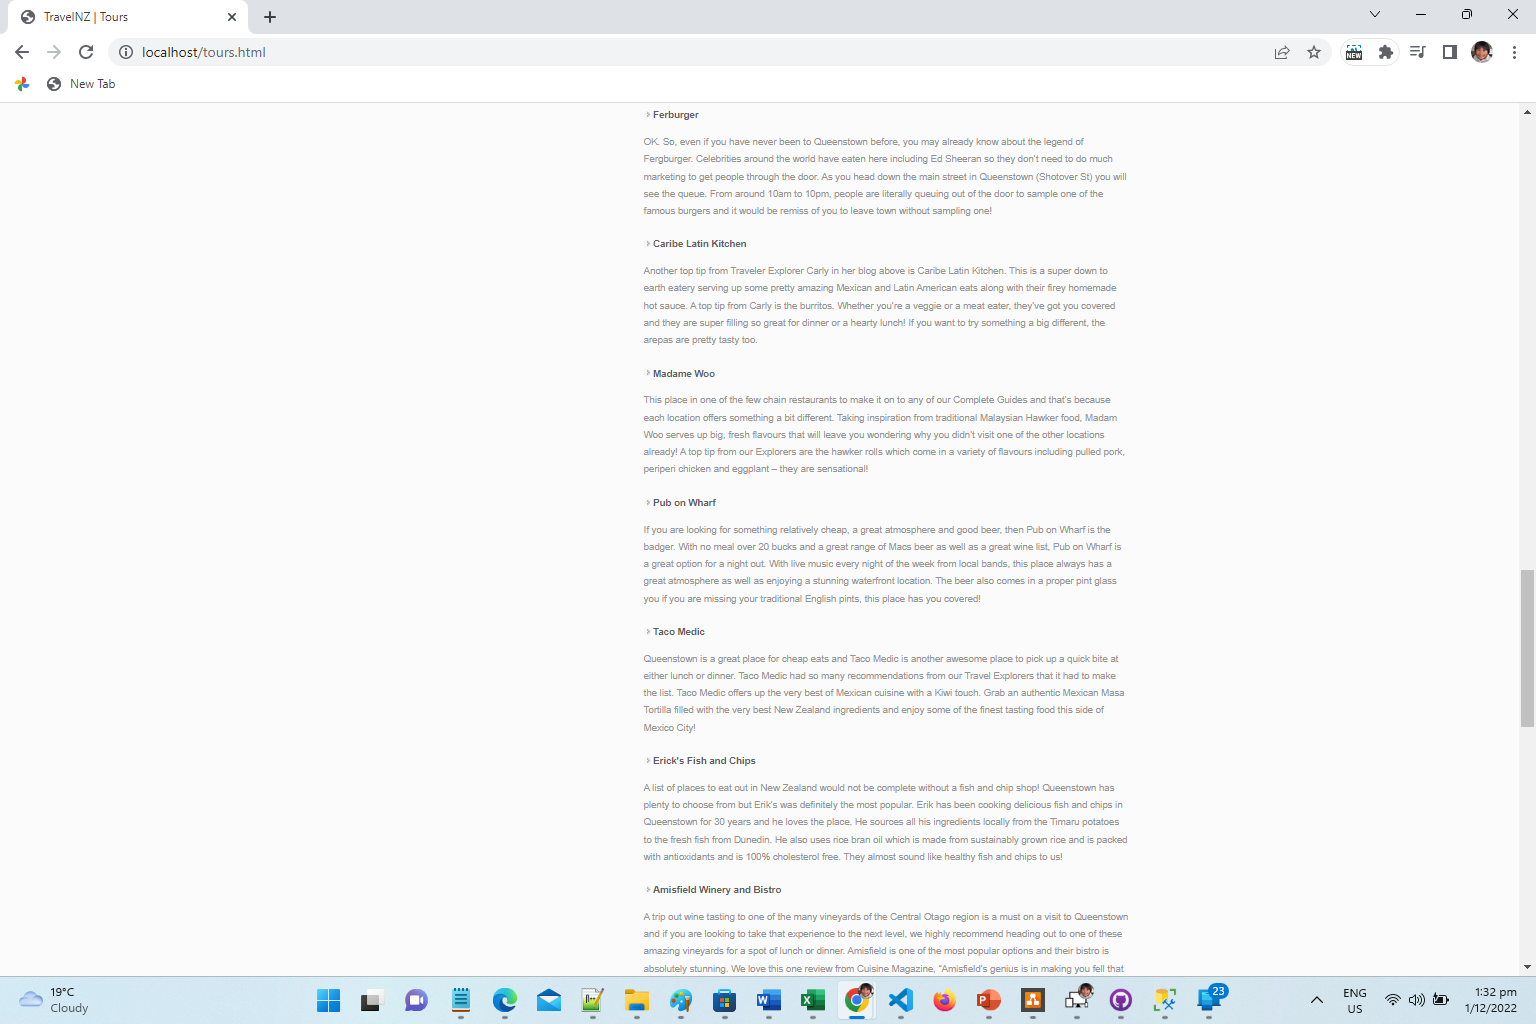 TravelNZ | Tours
localhost/tours.html
NEW
New Tab
Ferburger
OK. So, even if you have never been to Queenstown before, you may already know about the legend of
Fergburger. Celebrities around the world have eaten here including Ed Sheeran so they don't need to do much
marketing to get people through the door. As you head down the main street in Queenstown (Shotover St) you will
see the queue. From around 10am to 10pm, people are literally queuing out of the door to sample one of the
famous burgers and it would be remiss of you to leave town without sampling one!
Caribe Latin Kitchen
Another top tip from Traveler Explorer Carly in her blog above is Caribe Latin Kitchen. This is a super down to
earth eatery serving up some pretty amazing Mexican and Latin American eats along with their firey homemade
hot sauce. A top tip from Carly is the burritos. Whether you're a veggie or a meat eater, they've got you covered
and they are super filling so great for dinner or a hearty lunch! If you want to try something a big different, the
arepas are pretty tasty too.
Madame Woo
This place in one of the few chain restaurants to make it on to any of our Complete Guides and that's because
each location offers something a bit different. Taking inspiration from traditional Malaysian Hawker food, Madam
Woo serves up big, fresh flavours that will leave you wondering why you didn't visit one of the other locations
already! A top tip from our Explorers are the hawker rolls which come in a variety of flavours including pulled pork,
periperi chicken and eggplant – they are sensational!
Pub on Wharf
If you are looking for something relatively cheap, a great atmosphere and good beer, then Pub on Wharf is the
badger. With no meal over 20 bucks and a great range of Macs beer as well as a great wine list, Pub on Wharf is
a great option for a night out. With live music every night of the week from local bands, this place always has a
great atmosphere as well as enjoying a stunning waterfront location. The beer also comes in a proper pint glass
you if you are missing your traditional English pints, this place has you covered!
Taco Medic
Queenstown is a great place for cheap eats and Taco Medic is another awesome place to pick up a quick bite at
either lunch or dinner. Taco Medic had so many recommendations from our Travel Explorers that it had to make
the list. Taco Medic offers up the very best of Mexican cuisine with a Kiwi touch. Grab an authentic Mexican Masa
Tortilla filled with the very best New Zealand ingredients and enjoy some of the finest tasting food this side of
Mexico City!
Erick's Fish and Chips
A list of places to eat out in New Zealand would not be complete without a fish and chip shop! Queenstown has
plenty to choose from but Erik's was definitely the most popular. Erik has been cooking delicious fish and chips in
Queenstown for 30 years and he loves the place. He sources all his ingredients locally from the Timaru potatoes
to the fresh fish from Dunedin. He also uses rice bran oil which is made from sustainably grown rice and is packed
with antioxidants and is 100% cholesterol free. They almost sound like healthy fish and chips to us!
Amisfield Winery and Bistro
A trip out wine tasting to one of the many vineyards of the Central Otago region is a must on a visit to Queenstown
and if you are looking to take that experience to the next level, we highly recommend heading out to one of these
amazing vineyards for a spot of lunch or dinner. Amisfield is one of the most popular options and their bistro is
absolutely stunning. We love this one review from Cuisine Magazine, "Amisfield's genius is in making you fell that
19°C
Cloudy
23
ENG
US
1:32 pm
1/12/2022